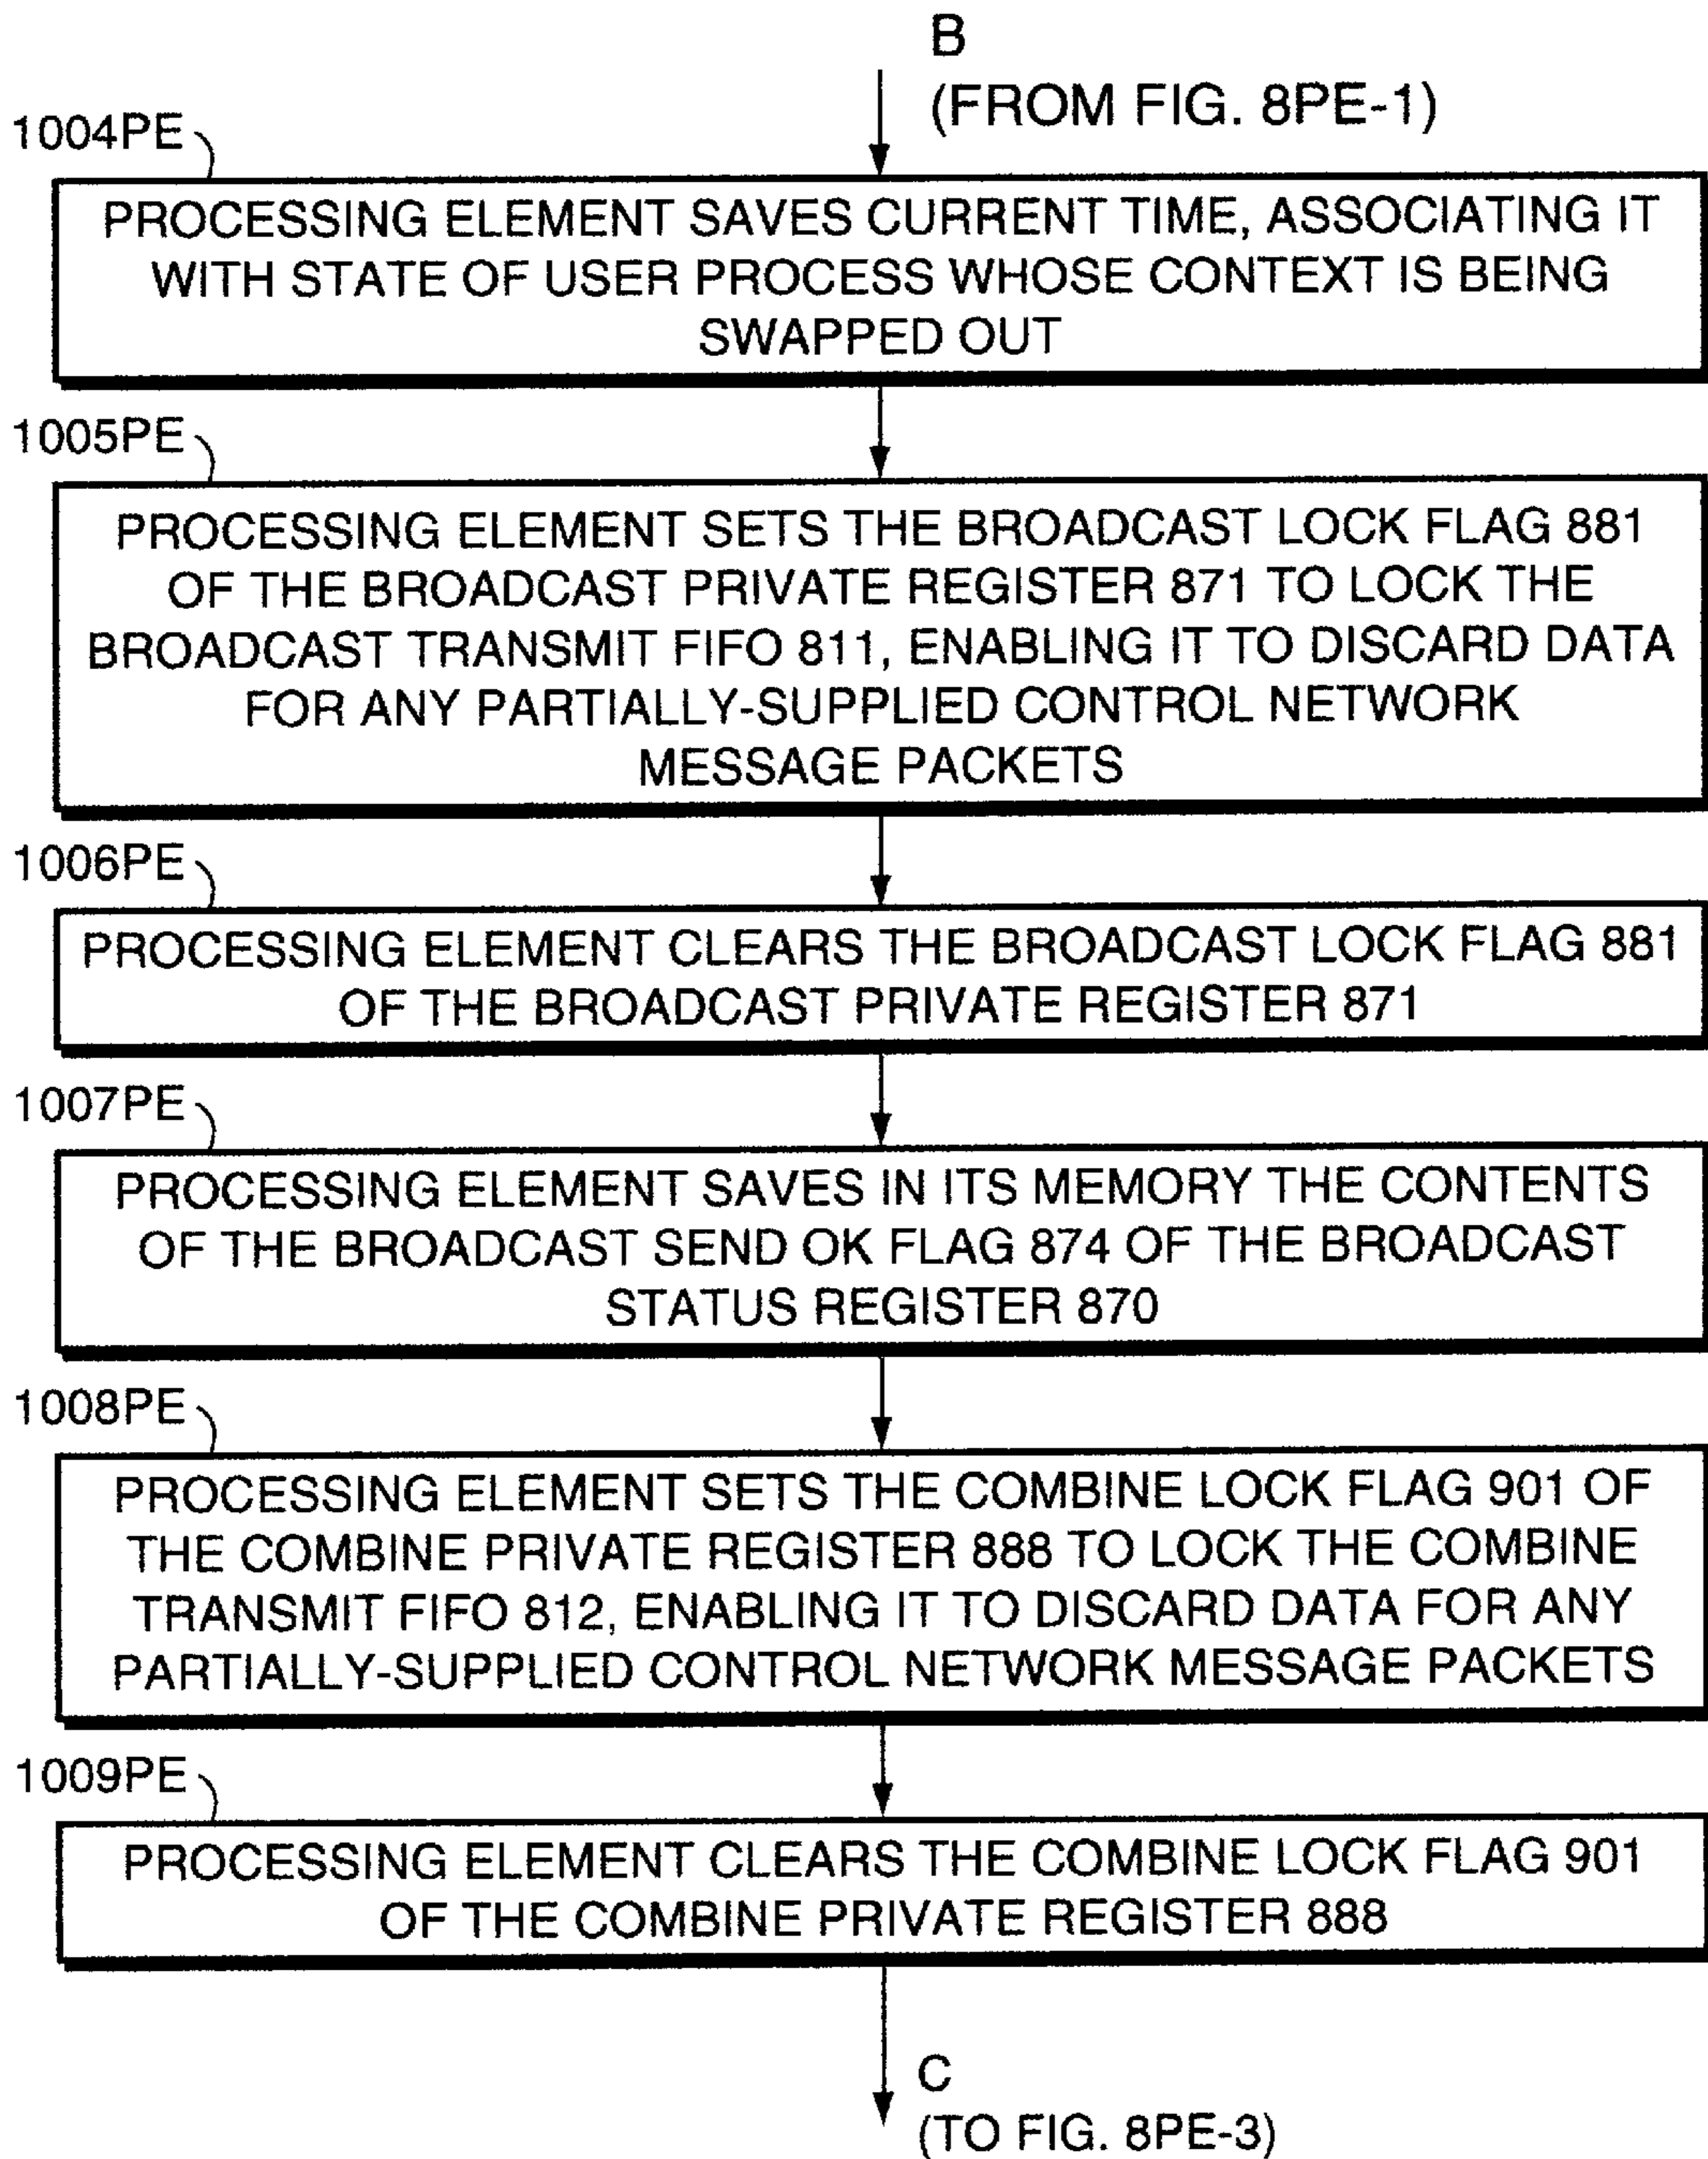 B
(FROM FIG. 8PE-1)
1004PE
PROCESSING ELEMENT SAVES CURRENT TIME, ASSOCIATING IT
WITH STATE OF USER PROCESS WHOSE CONTEXT IS BEING
SWAPPED OUT
1005PE
PROCESSING ELEMENT SETS THE BROADCAST LOCK FLAG 881
OF THE BROADCAST PRIVATE REGISTER 871 TO LOCK THE
BROADCAST TRANSMIT FIFO 811, ENABLING IT TO DISCARD DATA
FOR ANY PARTIALLY-SUPPLIED CONTROL NETWORK
MESSAGE PACKETS
1006PE
PROCESSING ELEMENT CLEARS THE BROADCAST LOCK FLAG 881
OF THE BROADCAST PRIVATE REGISTER 871
1007PE
PROCESSING ELEMENT SAVES IN ITS MEMORY THE CONTENTS
OF THE BROADCAST SEND OK FLAG 874 OF THE BROADCAST
STATUS REGISTER 870
1008PE
PROCESSING ELEMENT SETS THE COMBINE LOCK FLAG 901 OF
THE COMBINE PRIVATE REGISTER 888 TO LOCK THE COMBINE
TRANSMIT FIFO 812, ENABLING IT TO DISCARD DATA FOR ANY
PARTIALLY-SUPPLIED CONTROL NETWORK MESSAGE PACKETS
1009PE
PROCESSING ELEMENT CLEARS THE COMBINE LOCK FLAG 901
OF THE COMBINE PRIVATE REGISTER 888
C
(TO FIG. 8PE-3)